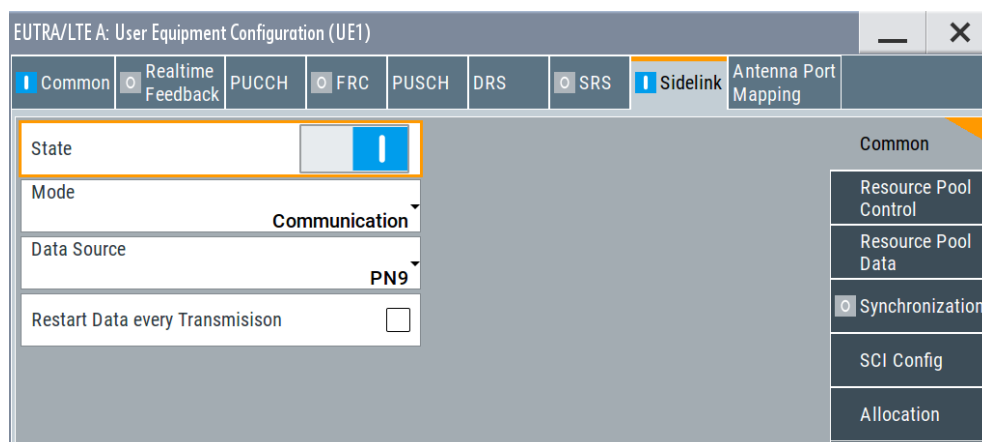 EUTRA/LTE A: User Equipment Configuration (UE1)
Common
Realtime
Feedback
PUCCH
FRC
PUSCH
DRS
SRS
Sidelink
Antenna Port
Mapping
State
Mode
Communication
Data Source
PN9
Restart Data every Transmisison
Common
Resource Pool
Control
Resource Pool
Data
Synchronization
SCI Config
Allocation